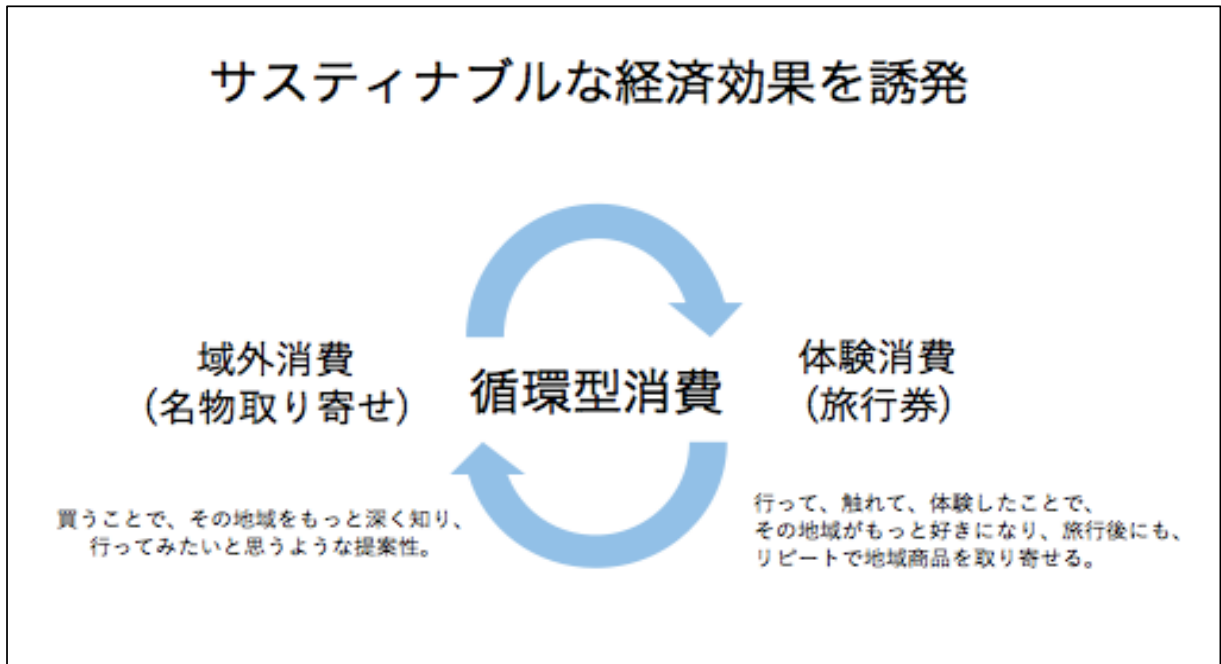 サスティナブルな経済効果を誘発
域外消費
(名物取り寄せ)
循環型消費
体験消費
(旅行券)
買うことで、その地域をもっと深く知り、
行ってみたいと思うような提案性。
行って、触れて、体験したことで、
その地域がもっと好きになり、旅行後にも、
リピートで地域商品を取り寄せる。